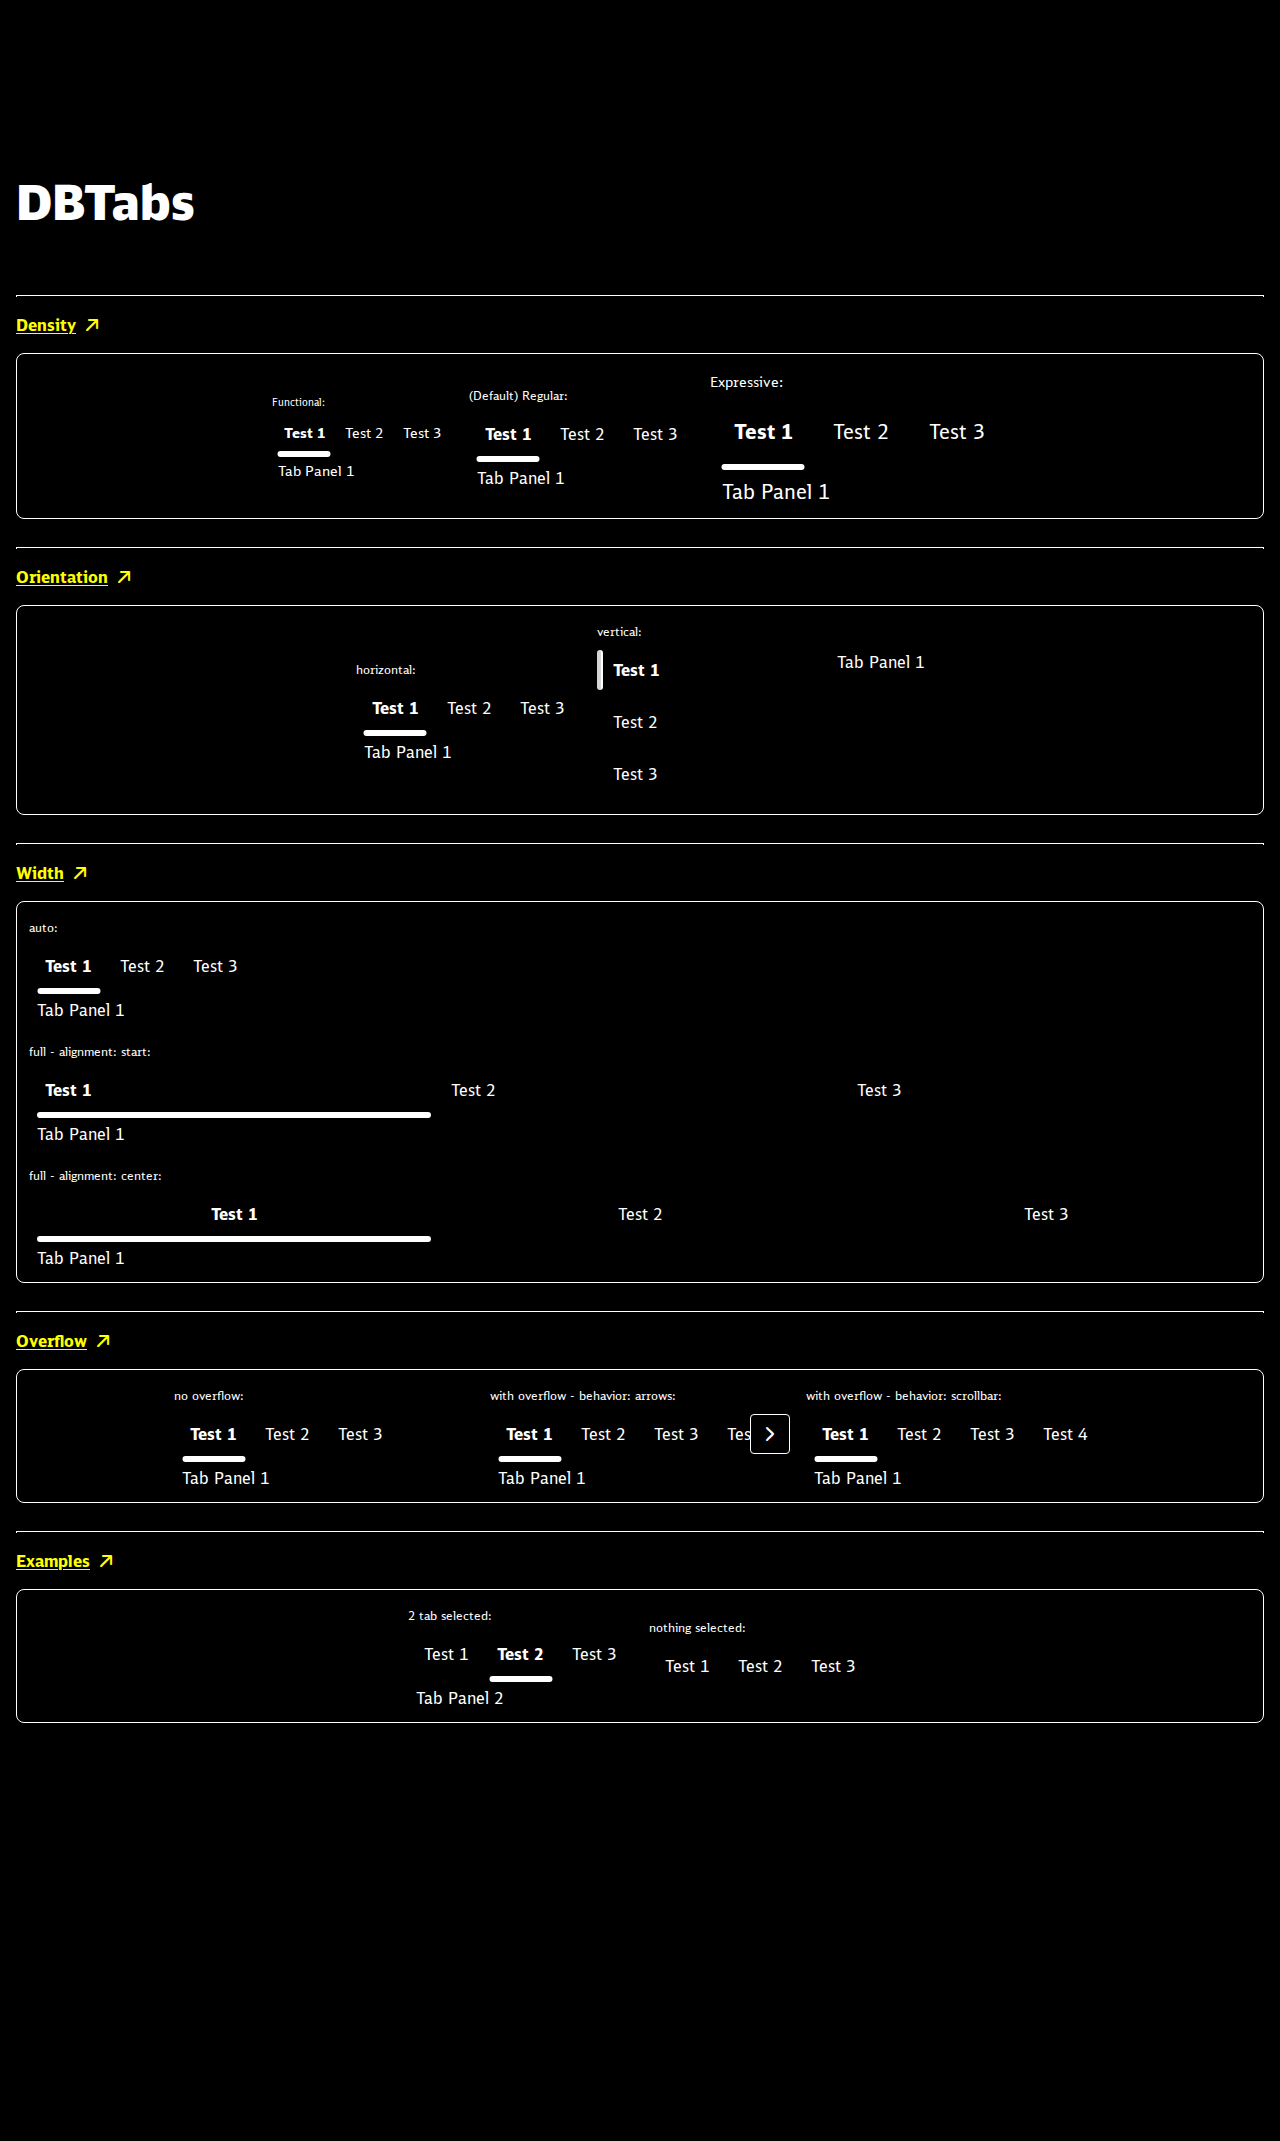 DBTabs
Density
Functional:
Test 1 Test 2 Test 3
Tab Panel 1
(Default) Regular:
Test 1 Test 2 Test 3
Tab Panel 1
Expressive:
Test 1 Test 2 Test 3
Tab Panel 1
Orientation
horizontal:
Test 1 Test 2 Test 3
Tab Panel 1
vertical:
Test 1
Test 2
Test 3
Tab Panel 1
Width
auto:
Test 1 Test 2 Test 3
Tab Panel 1
full - alignment: start:
Test 1 Test 2 Test 3
Tab Panel 1
full - alignment: center:
Test 1 Test 2 Test 3
Tab Panel 1
Overflow
no overflow:
Test 1 Test 2 Test 3
Tab Panel 1
with overflow - behavior: arrows:
Test 1 Test 2 Test 3 Tes
Tab Panel 1
with overflow - behavior: scrollbar:
Test 1 Test 2 Test 3 Test 4
Tab Panel 1
Examples
2 tab selected:
Test 1 Test 2 Test 3
Tab Panel 2
nothing selected:
Test 1 Test 2 Test 3